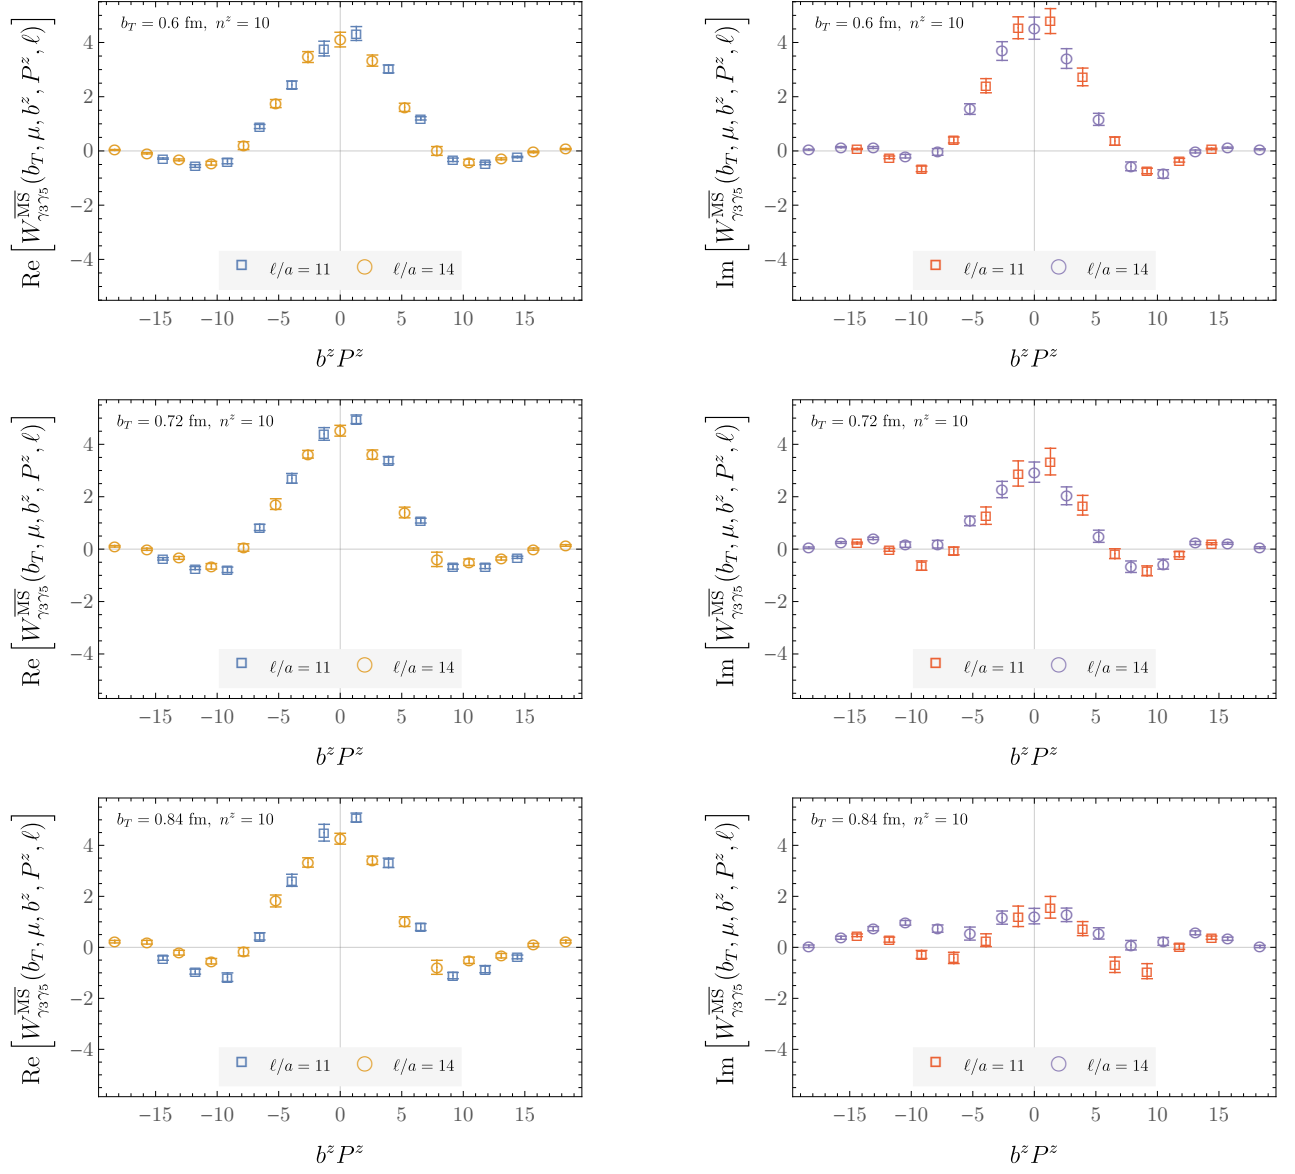 b_T = 0.6 fm, n^z = 10
Re [W^{\overline{MS}}_{γ_3γ_5}(b_T, μ, b^z, P^z, ℓ)]
4
2
0
−2
−4
ℓ/a = 11 ℓ/a = 14
−15 −10 −5 0 5 10 15
b^z P^z
b_T = 0.6 fm, n^z = 10
Im [W^{\overline{MS}}_{γ_3γ_5}(b_T, μ, b^z, P^z, ℓ)]
4
2
0
−2
−4
ℓ/a = 11 ℓ/a = 14
−15 −10 −5 0 5 10 15
b^z P^z
b_T = 0.72 fm, n^z = 10
Re [W^{\overline{MS}}_{γ_3γ_5}(b_T, μ, b^z, P^z, ℓ)]
4
2
0
−2
−4
ℓ/a = 11 ℓ/a = 14
−15 −10 −5 0 5 10 15
b^z P^z
b_T = 0.72 fm, n^z = 10
Im [W^{\overline{MS}}_{γ_3γ_5}(b_T, μ, b^z, P^z, ℓ)]
4
2
0
−2
−4
ℓ/a = 11 ℓ/a = 14
−15 −10 −5 0 5 10 15
b^z P^z
b_T = 0.84 fm, n^z = 10
Re [W^{\overline{MS}}_{γ_3γ_5}(b_T, μ, b^z, P^z, ℓ)]
4
2
0
−2
−4
ℓ/a = 11 ℓ/a = 14
−15 −10 −5 0 5 10 15
b^z P^z
b_T = 0.84 fm, n^z = 10
Im [W^{\overline{MS}}_{γ_3γ_5}(b_T, μ, b^z, P^z, ℓ)]
4
2
0
−2
−4
ℓ/a = 11 ℓ/a = 14
−15 −10 −5 0 5 10 15
b^z P^z